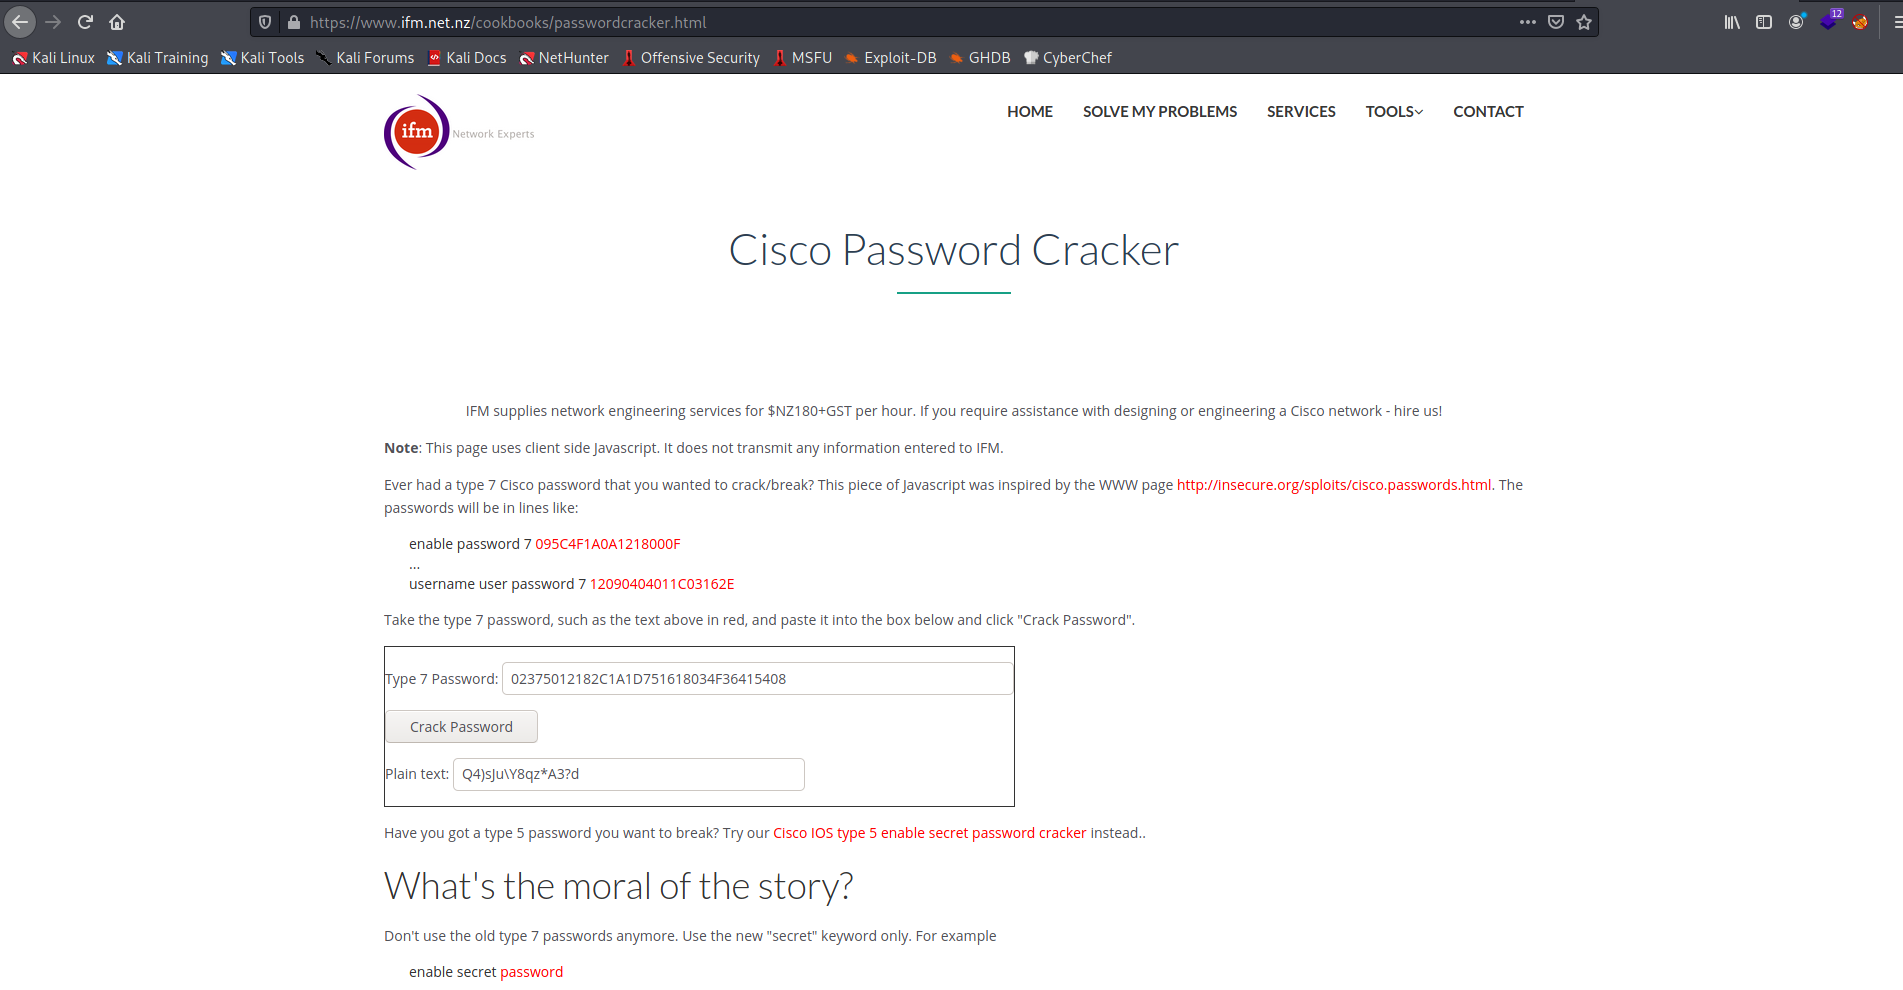 https://www.ifm.net.nz/cookbooks/passwordcracker.html
12
Kali Linux Kali Training Kali Tools Kali Forums Kali Docs NetHunter Offensive Security MSFU Exploit-DB GHDB CyberChef
ifm Network Experts
HOME SOLVE MY PROBLEMS SERVICES TOOLS CONTACT
Cisco Password Cracker
IFM supplies network engineering services for $NZ180+GST per hour. If you require assistance with designing or engineering a Cisco network - hire us!
Note: This page uses client side Javascript. It does not transmit any information entered to IFM.
Ever had a type 7 Cisco password that you wanted to crack/break? This piece of Javascript was inspired by the WWW page http://insecure.org/sploits/cisco.passwords.html. The
passwords will be in lines like:
enable password 7 095C4F1A0A1218000F
...
username user password 7 12090404011C03162E
Take the type 7 password, such as the text above in red, and paste it into the box below and click "Crack Password".
Type 7 Password: 02375012182C1A1D751618034F36415408
Crack Password
Plain text: Q4)sJu\Y8qz*A3?d
Have you got a type 5 password you want to break? Try our Cisco IOS type 5 enable secret password cracker instead..
What's the moral of the story?
Don't use the old type 7 passwords anymore. Use the new "secret" keyword only. For example
enable secret password